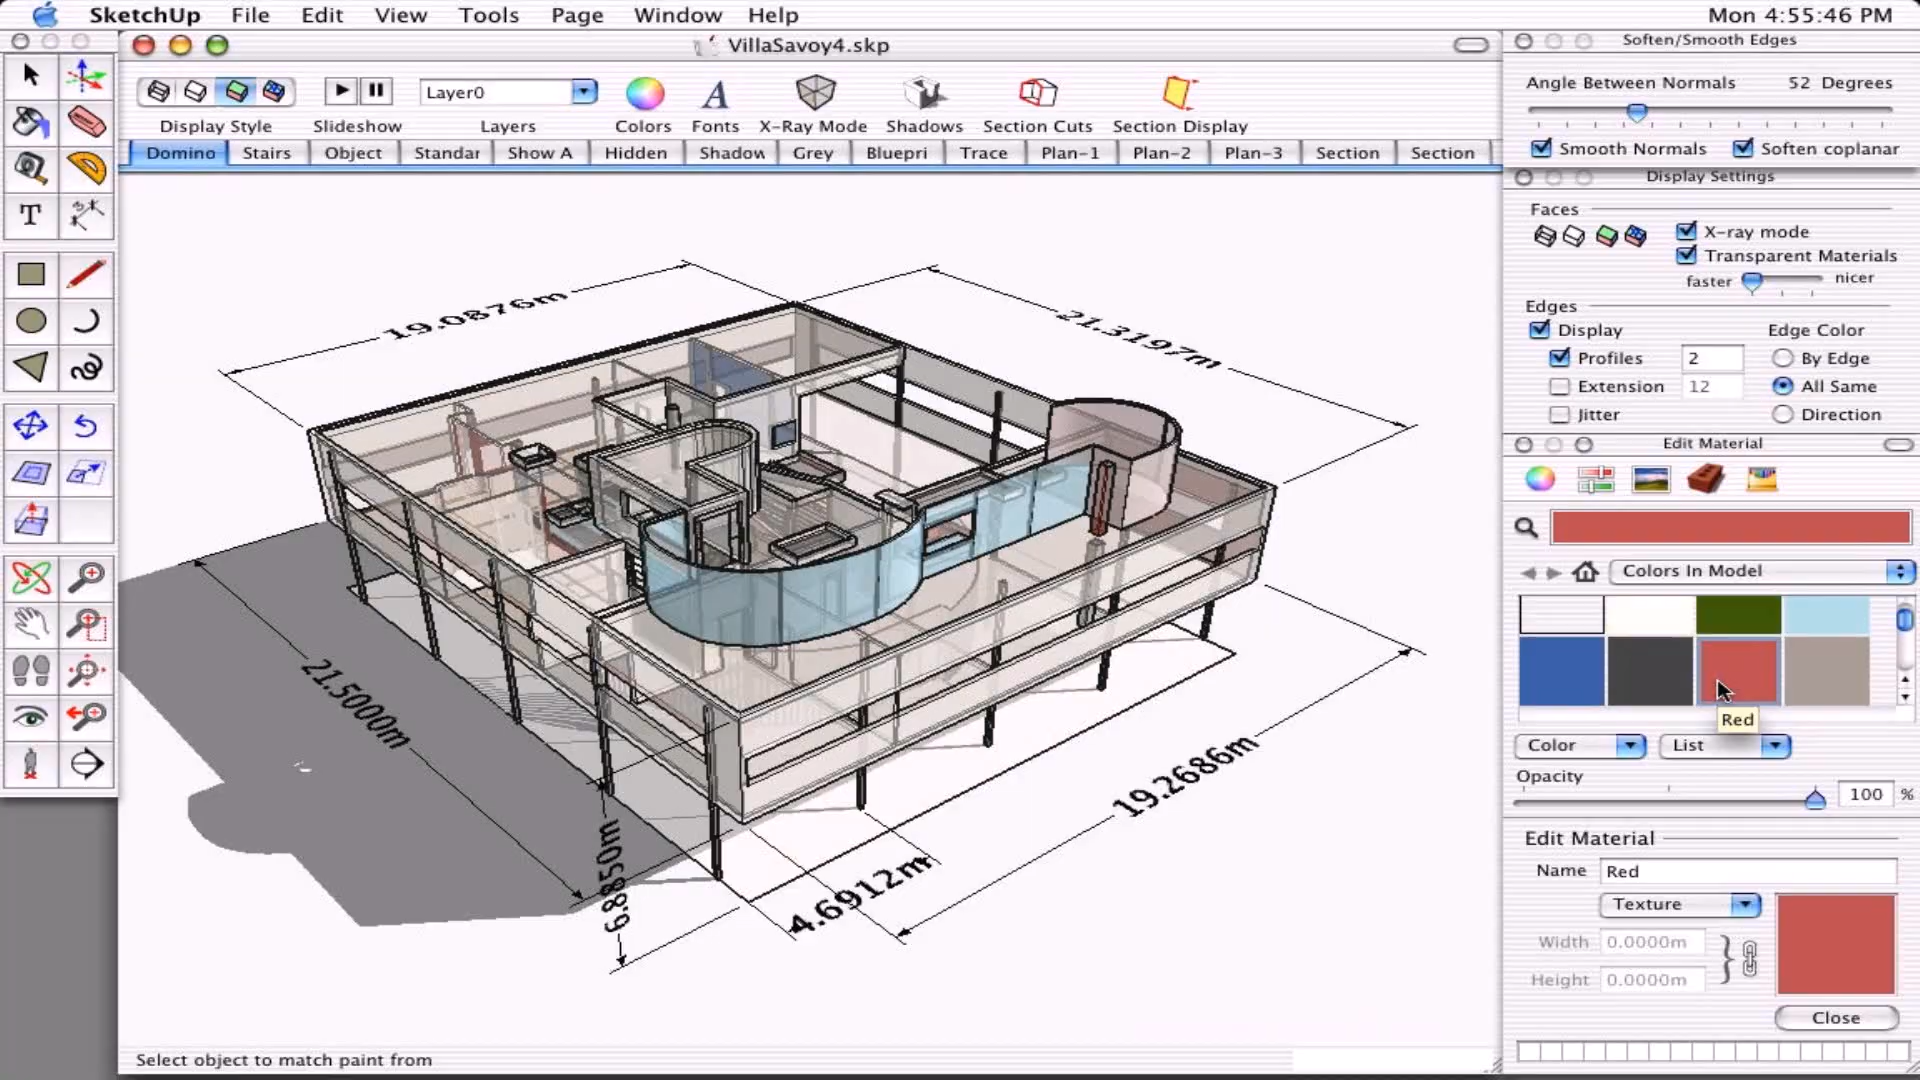 SketchUp File Edit View Tools Page Window Help Mon 4:55:46 PM
VillaSavoy4.skp
Layer0
Display Style Slideshow Layers Colors Fonts X-Ray Mode Shadows Section Cuts Section Display
Domino Stairs Object Standar Show A Hidden Shadow Grey Bluepri Trace Plan-1 Plan-2 Plan-3 Section Section
T
19.0876m
21.3197m
21.5000m
6.8850m
4.6912m
19.2686m
Select object to match paint from
Soften/Smooth Edges
Angle Between Normals 52 Degrees
Smooth Normals Soften coplanar
Display Settings
Faces
X-ray mode
Transparent Materials
faster nicer
Edges
Display Edge Color
Profiles 2 By Edge
Extension 12 All Same
Jitter Direction
Edit Material
Colors In Model
Red
Color List
Opacity
100 %
Edit Material
Name Red
Texture
Width 0.0000m
Height 0.0000m
Close